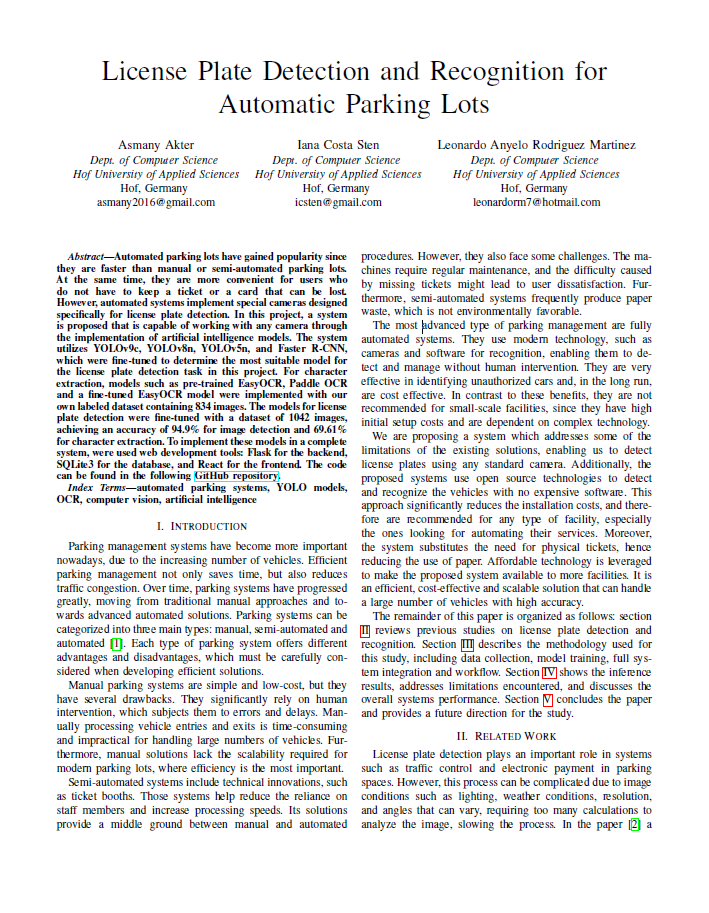 License Plate Detection and Recognition for
Automatic Parking Lots
Asmany Akter
Dept. of Computer Science
Hof University of Applied Sciences
Hof, Germany
asmany2016@gmail.com
Iana Costa Sten
Dept. of Computer Science
Hof University of Applied Sciences
Hof, Germany
icsten@gmail.com
Leonardo Anyelo Rodriguez Martinez
Dept. of Computer Science
Hof University of Applied Sciences
Hof, Germany
leonardorm7@hotmail.com
Abstract—Automated parking lots have gained popularity since
they are faster than manual or semi-automated parking lots.
At the same time, they are more convenient for users who
do not have to keep a ticket or a card that can be lost.
However, automated systems implement special cameras designed
specifically for license plate detection. In this project, a system
is proposed that is capable of working with any camera through
the implementation of artificial intelligence models. The system
utilizes YOLOv9c, YOLOv8n, YOLOv5n, and Faster R-CNN,
which were fine-tuned to determine the most suitable model for
the license plate detection task in this project. For character
extraction, models such as pre-trained EasyOCR, Paddle OCR
and a fine-tuned EasyOCR model were implemented with our
own labeled dataset containing 834 images. The models for license
plate detection were fine-tuned with a dataset of 1042 images,
achieving an accuracy of 94.9% for image detection and 69.61%
for character extraction. To implement these models in a complete
system, were used web development tools: Flask for the backend,
SQLite3 for the database, and React for the frontend. The code
can be found in the following GitHub repository.
Index Terms—automated parking systems, YOLO models,
OCR, computer vision, artificial intelligence
I. INTRODUCTION
Parking management systems have become more important
nowadays, due to the increasing number of vehicles. Efficient
parking management not only saves time, but also reduces
traffic congestion. Over time, parking systems have progressed
greatly, moving from traditional manual approaches and to-
wards advanced automated solutions. Parking systems can be
categorized into three main types: manual, semi-automated and
automated [1]. Each type of parking system offers different
advantages and disadvantages, which must be carefully con-
sidered when developing efficient solutions.
Manual parking systems are simple and low-cost, but they
have several drawbacks. They significantly rely on human
intervention, which subjects them to errors and delays. Man-
ually processing vehicle entries and exits is time-consuming
and impractical for handling large numbers of vehicles. Fur-
thermore, manual solutions lack the scalability required for
modern parking lots, where efficiency is the most important.
Semi-automated systems include technical innovations, such
as ticket booths. Those systems help reduce the reliance on
staff members and increase processing speeds. Its solutions
provide a middle ground between manual and automated
procedures. However, they also face some challenges. The ma-
chines require regular maintenance, and the difficulty caused
by missing tickets might lead to user dissatisfaction. Fur-
thermore, semi-automated systems frequently produce paper
waste, which is not environmentally favorable.
The most advanced type of parking management are fully
automated systems. They use modern technology, such as
cameras and software for recognition, enabling them to de-
tect and manage without human intervention. They are very
effective in identifying unauthorized cars and, in the long run,
are cost effective. In contrast to these benefits, they are not
recommended for small-scale facilities, since they have high
initial setup costs and are dependent on complex technology.
We are proposing a system which addresses some of the
limitations of the existing solutions, enabling us to detect
license plates using any standard camera. Additionally, the
proposed systems use open source technologies to detect
and recognize the vehicles with no expensive software. This
approach significantly reduces the installation costs, and there-
fore are recommended for any type of facility, especially
the ones looking for automating their services. Moreover,
the system substitutes the need for physical tickets, hence
reducing the use of paper. Affordable technology is leveraged
to make the proposed system available to more facilities. It is
an efficient, cost-effective and scalable solution that can handle
a large number of vehicles with high accuracy.
The remainder of this paper is organized as follows: section
II reviews previous studies on license plate detection and
recognition. Section III describes the methodology used for
this study, including data collection, model training, full sys-
tem integration and workflow. Section IV shows the inference
results, addresses limitations encountered, and discusses the
overall systems performance. Section V concludes the paper
and provides a future direction for the study.
II. RELATED WORK
License plate detection plays an important role in systems
such as traffic control and electronic payment in parking
spaces. However, this process can be complicated due to image
conditions such as lighting, weather conditions, resolution,
and angles that can vary, requiring too many calculations to
analyze the image, slowing the process. In the paper [2] a